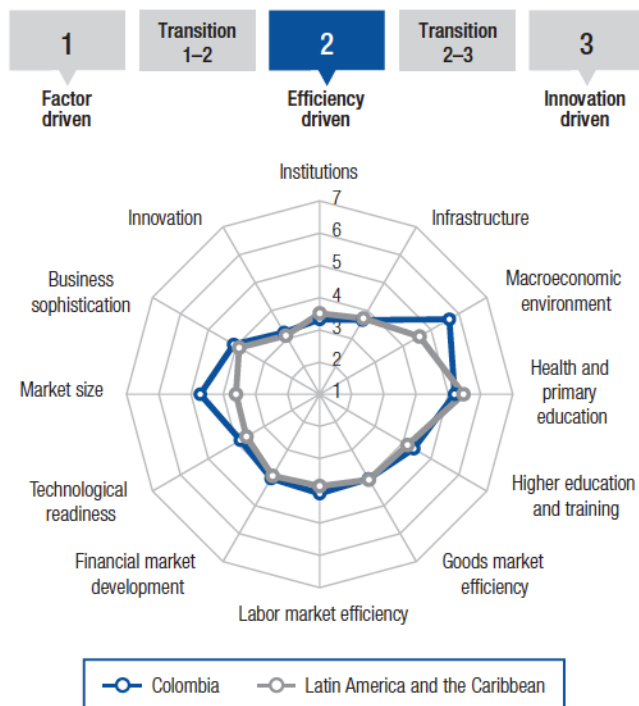 1
Transition
1–2
2
Transition
2–3
3
Factor
driven
Efficiency
driven
Innovation
driven
Institutions
Infrastructure
Macroeconomic
environment
Health and
primary
education
Higher education
and training
Goods market
efficiency
Labor market efficiency
Financial market
development
Technological
readiness
Market size
Business
sophistication
Innovation
7
6
5
4
3
2
1
Colombia
Latin America and the Caribbean